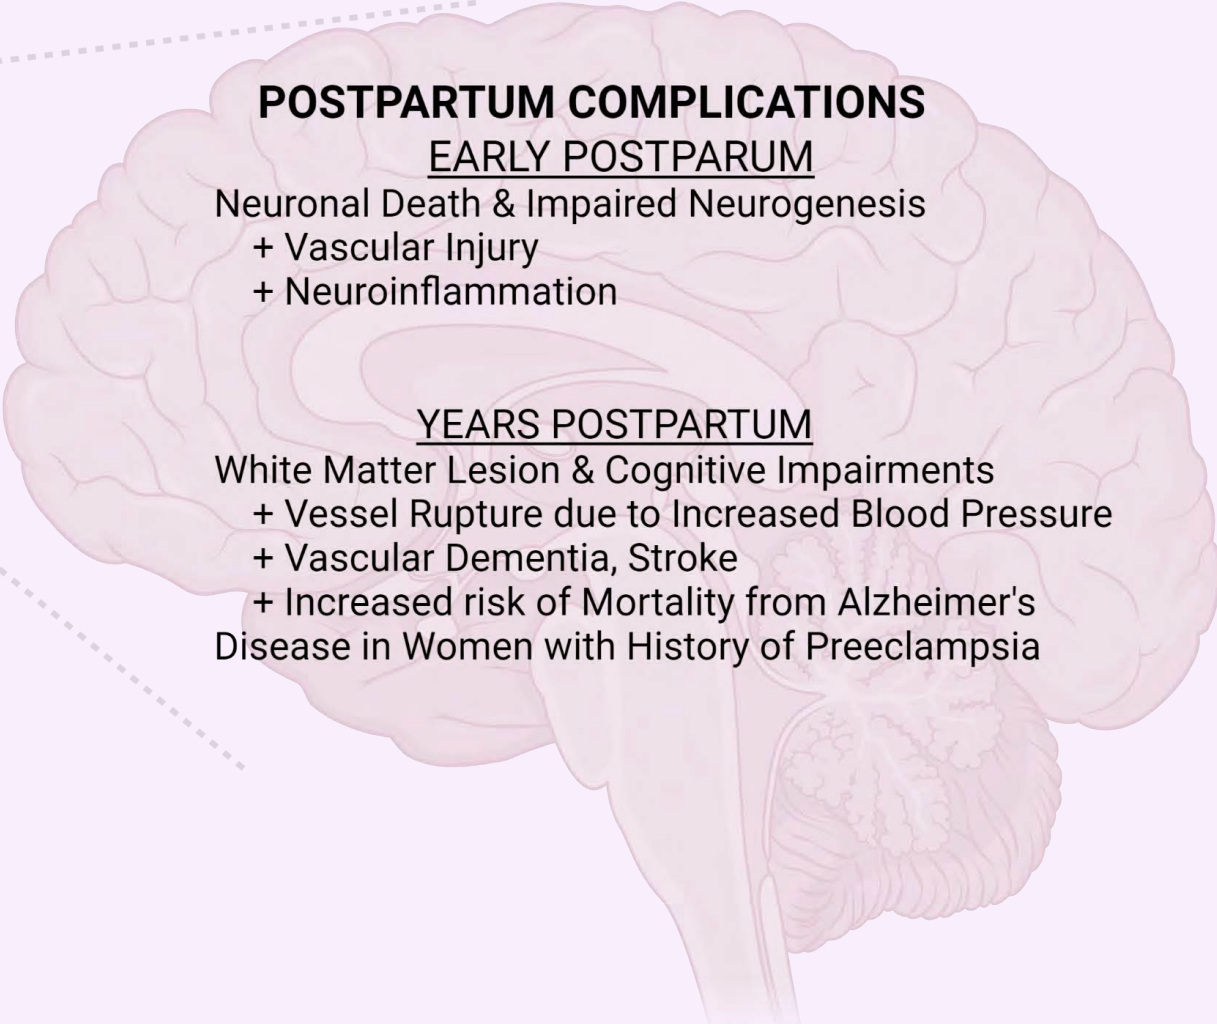 POSTPARTUM COMPLICATIONS
EARLY POSTPARUM
Neuronal Death & Impaired Neurogenesis
+ Vascular Injury
+ Neuroinflammation
YEARS POSTPARTUM
White Matter Lesion & Cognitive Impairments
+ Vessel Rupture due to Increased Blood Pressure
+ Vascular Dementia, Stroke
+ Increased risk of Mortality from Alzheimer's
Disease in Women with History of Preeclampsia